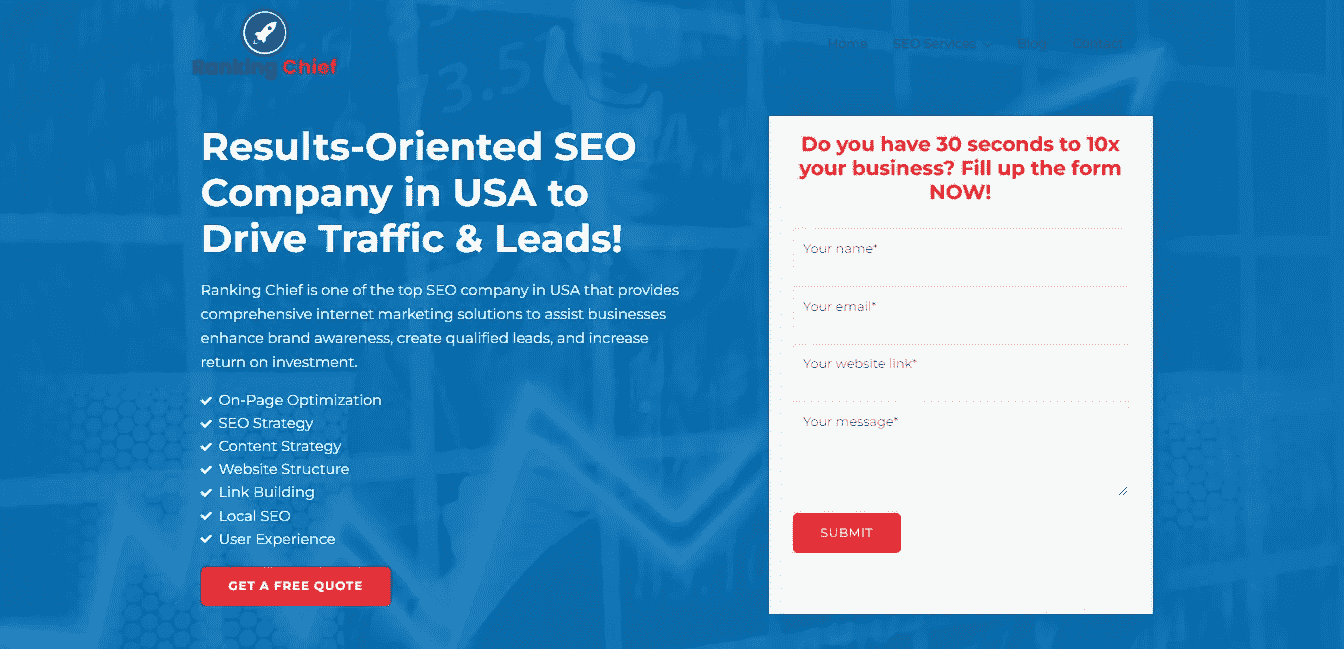 Ranking Chief
Home SEO Services Blog Contact
Results-Oriented SEO
Company in USA to
Drive Traffic & Leads!
Ranking Chief is one of the top SEO company in USA that provides
comprehensive internet marketing solutions to assist businesses
enhance brand awareness, create qualified leads, and increase
return on investment.
On-Page Optimization
SEO Strategy
Content Strategy
Website Structure
Link Building
Local SEO
User Experience
GET A FREE QUOTE
Do you have 30 seconds to 10x
your business? Fill up the form
NOW!
Your name*
Your email*
Your website link*
Your message*
SUBMIT
73.5